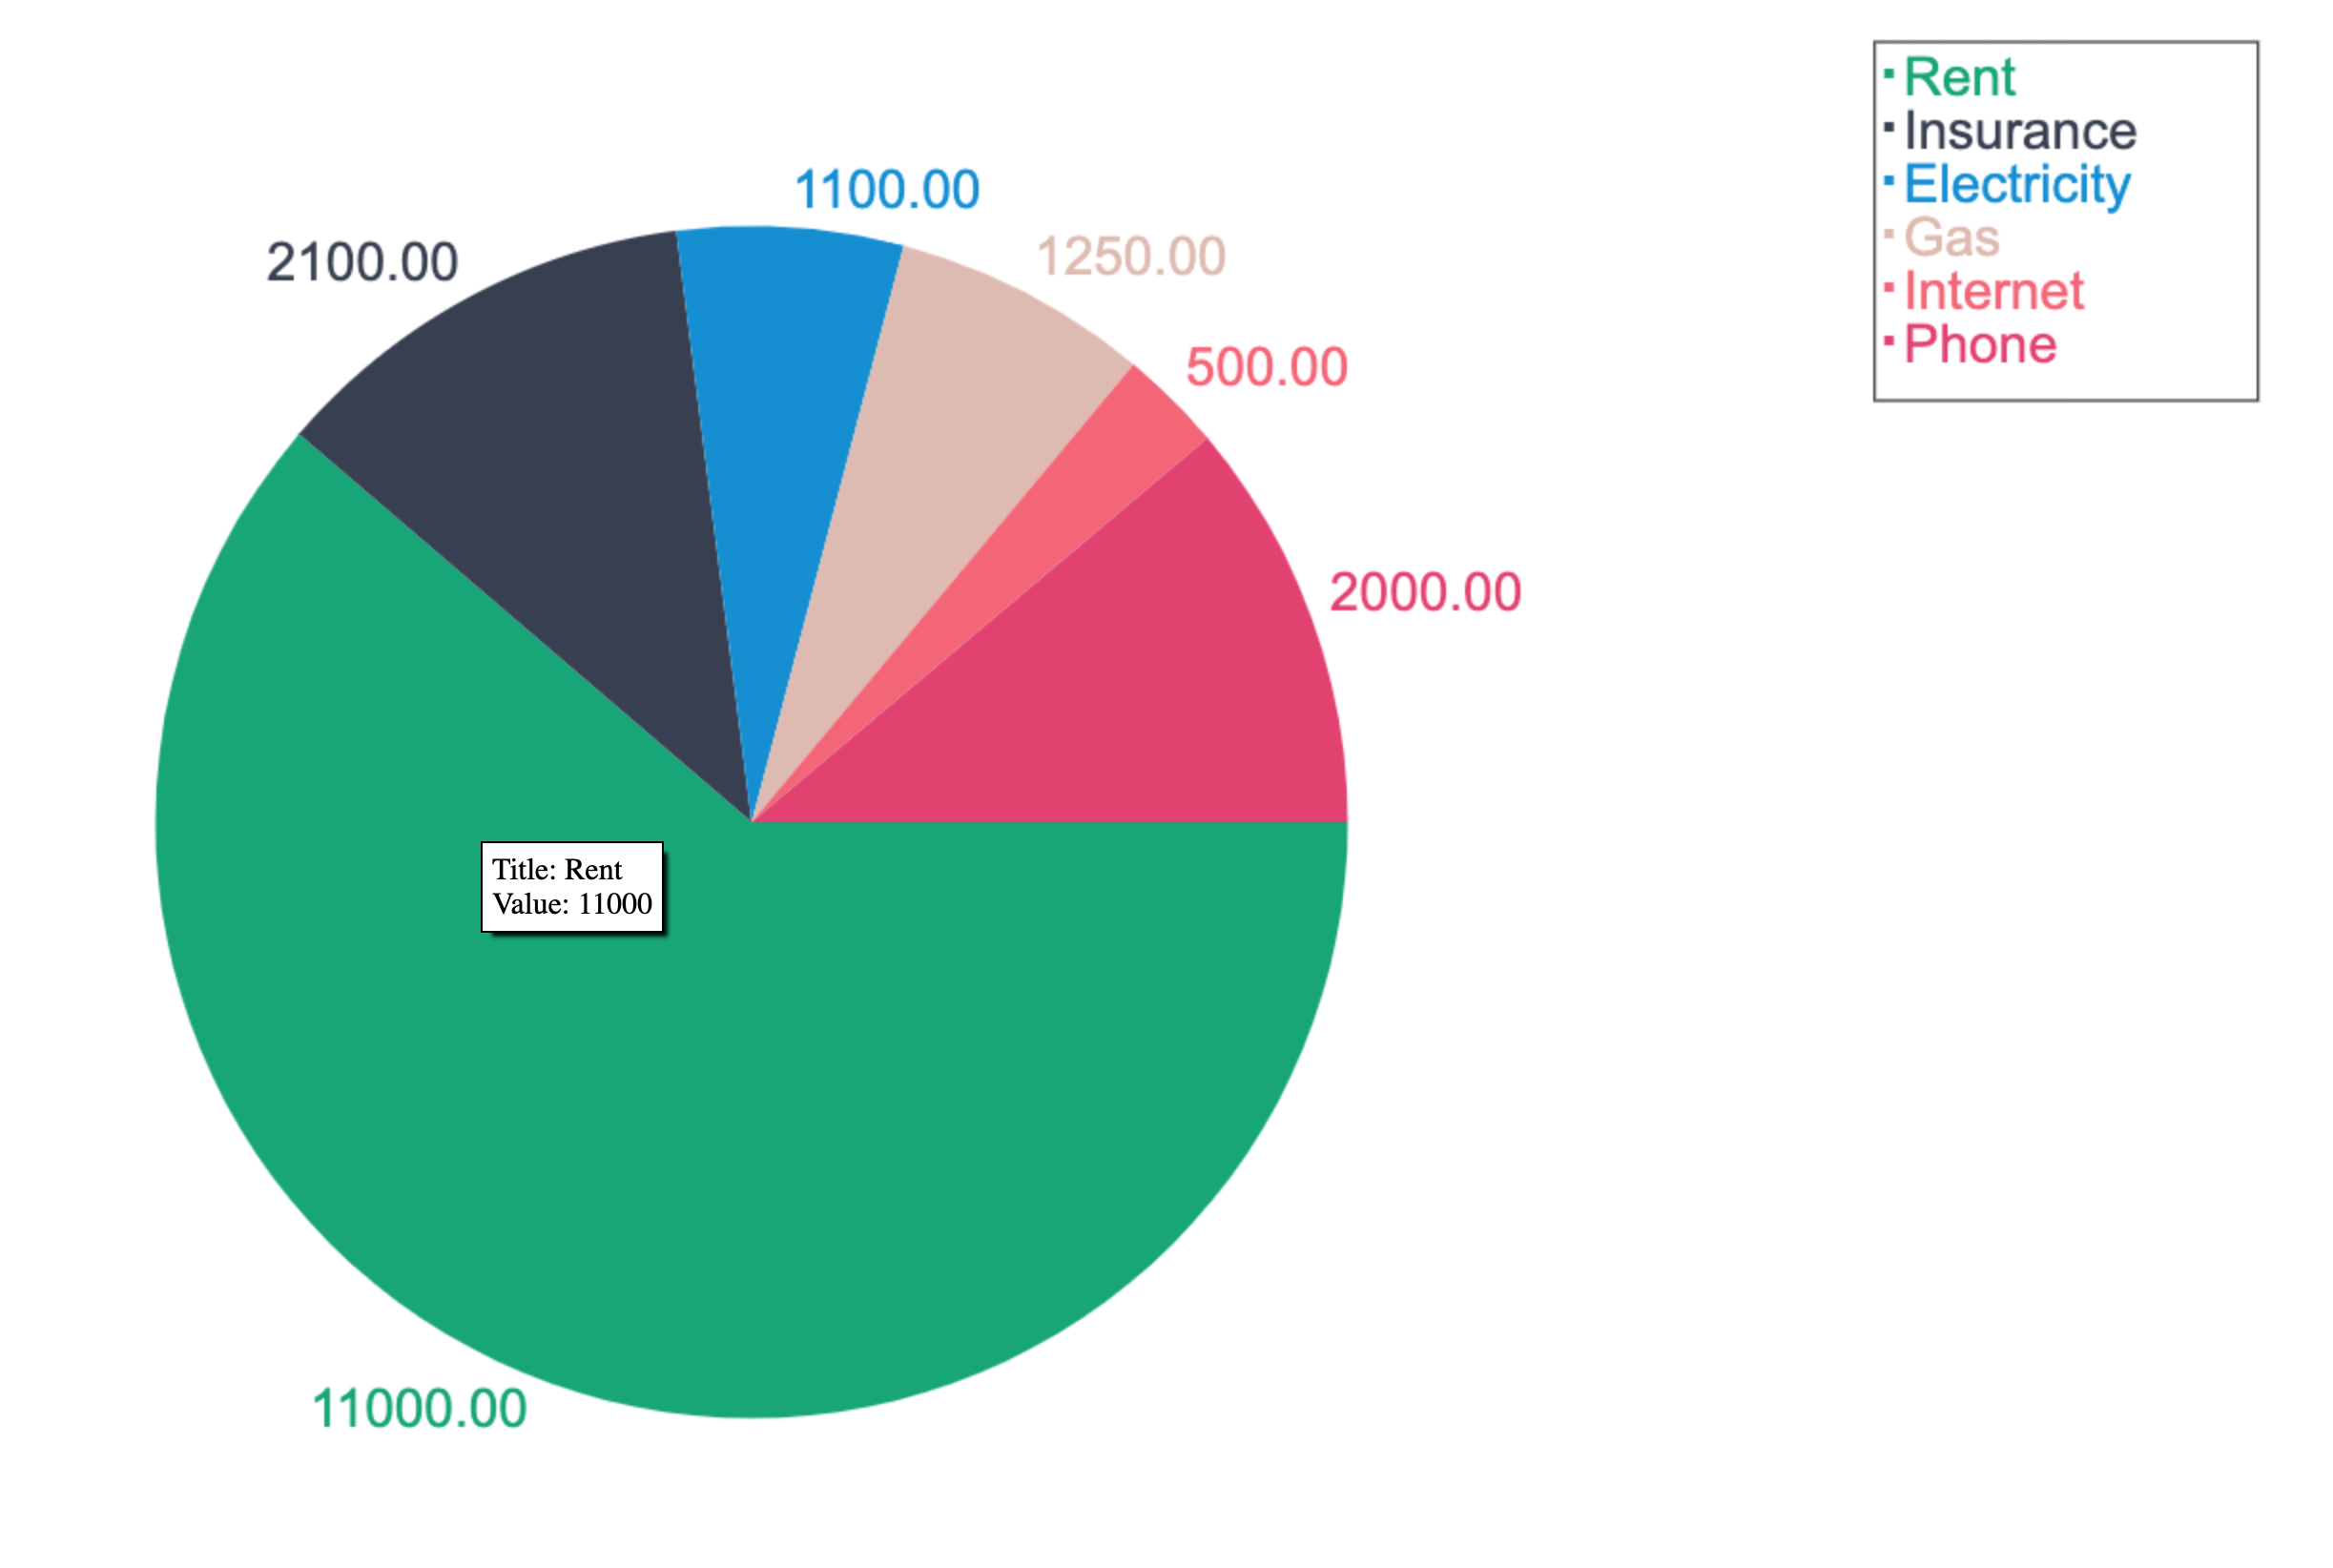 Rent
Insurance
Electricity
Gas
Internet
Phone
1100.00
2100.00
1250.00
500.00
2000.00
Title: Rent
Value: 11000
11000.00